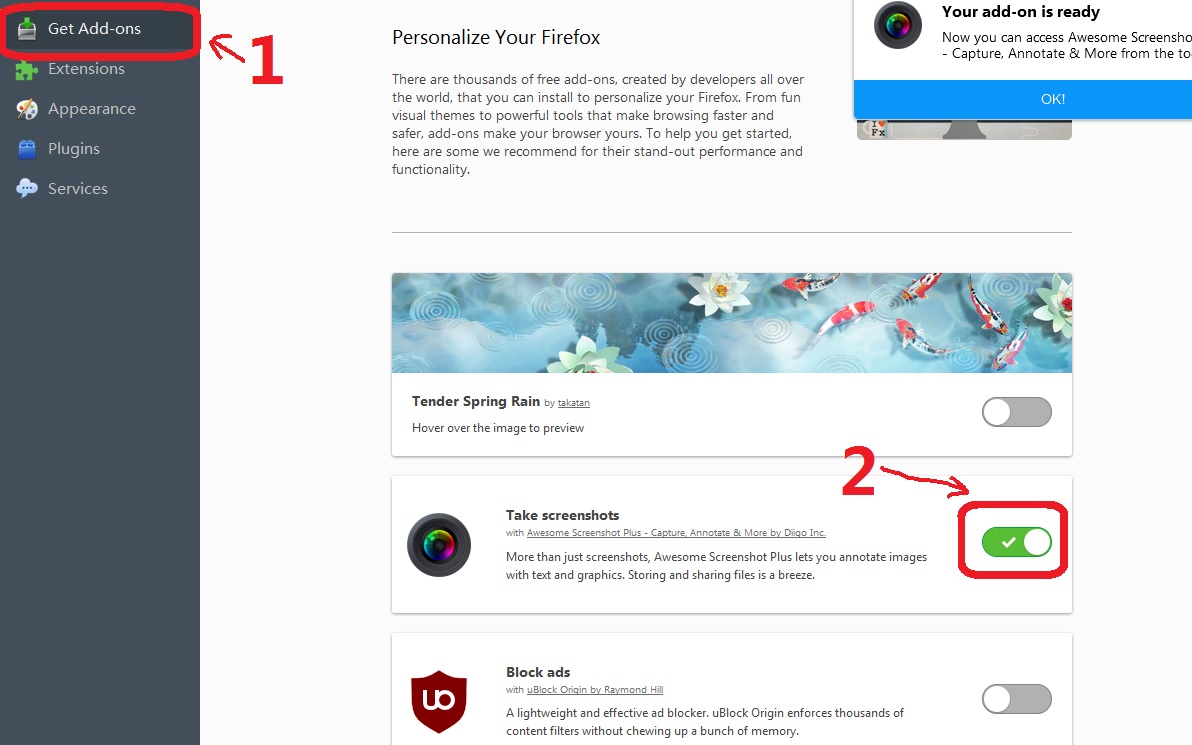 Get Add-ons
1
Extensions
Appearance
Plugins
Services
Personalize Your Firefox
There are thousands of free add-ons, created by developers all over
the world, that you can install to personalize your Firefox. From fun
visual themes to powerful tools that make browsing faster and
safer, add-ons make your browser yours. To help you get started,
here are some we recommend for their stand-out performance and
functionality.
Your add-on is ready
Now you can access Awesome Screensho
- Capture, Annotate & More from the too
OK!
I
Fx
Tender Spring Rain by takatan
Hover over the image to preview
2
Take screenshots
with Awesome Screenshot Plus - Capture, Annotate & More by Diigo Inc.
More than just screenshots, Awesome Screenshot Plus lets you annotate images
with text and graphics. Storing and sharing files is a breeze.
uo
Block ads
with uBlock Origin by Raymond Hill
A lightweight and effective ad blocker. uBlock Origin enforces thousands of
content filters without chewing up a bunch of memory.